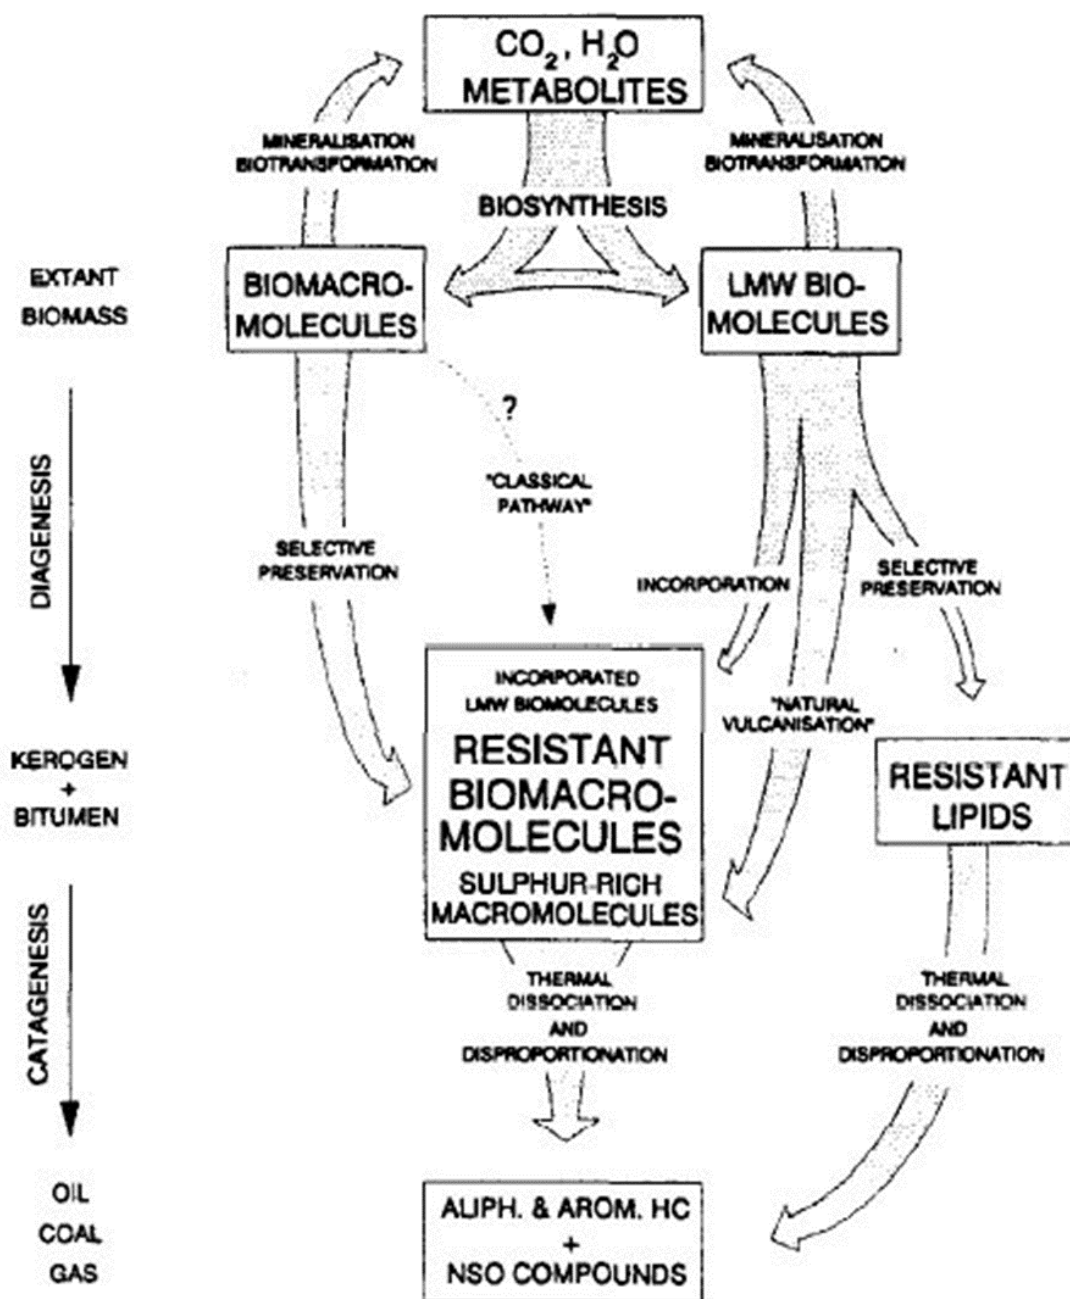 CO2, H2O
METABOLITES
MINERALISATION
BIOTRANSFORMATION
MINERALISATION
BIOTRANSFORMATION
BIOSYNTHESIS
EXTANT
BIOMASS
BIOMACRO-
MOLECULES
LMW BIO-
MOLECULES
?
"CLASSICAL
PATHWAY"
DIAGENESIS
SELECTIVE
PRESERVATION
INCORPORATION
SELECTIVE
PRESERVATION
INCORPORATED
LMW BIOMOLECULES
RESISTANT
BIOMACRO-
MOLECULES
SULPHUR-RICH
MACROMOLECULES
"NATURAL
VULCANISATION"
KEROGEN
+
BITUMEN
RESISTANT
LIPIDS
CATAGENESIS
THERMAL
DISSOCIATION
AND
DISPROPORTIONATION
THERMAL
DISSOCIATION
AND
DISPROPORTIONATION
OIL
COAL
GAS
ALIPH. & AROM. HC
+
NSO COMPOUNDS